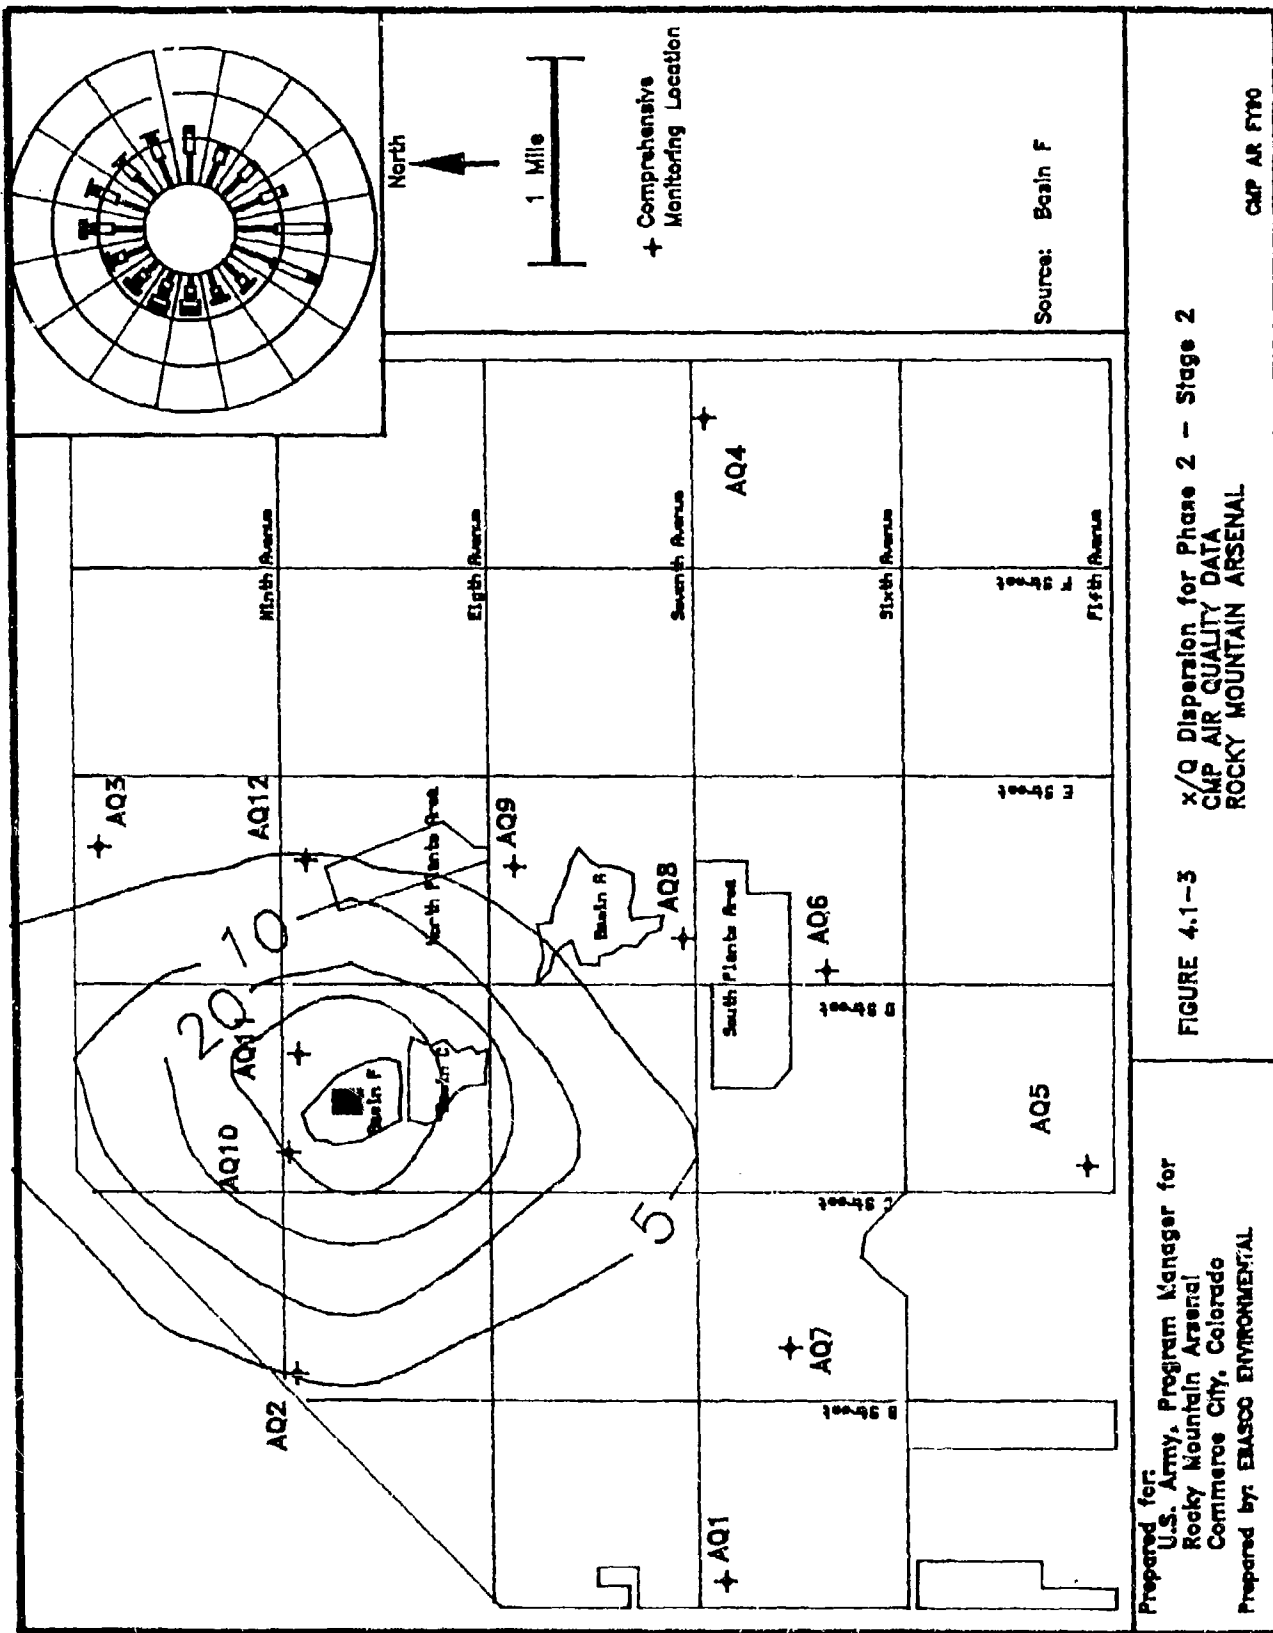 North
1 Mile
+ Comprehensive
Monitoring Location
Source: Basin F
AQ3
AQ12
Ninth Avenue
10
20
AQ11
AQ10
AQ2
Basin F
Basin C
North Plants Area
Eigth Avenue
AQ9
Basin A
AQ8
AQ4
Seventh Avenue
5
South Plants Area
AQ6
AQ7
AQ1
Sixth Avenue
B Street
C Street
D Street
E Street
Street
AQ5
Fifth Avenue
Prepared for:
U.S. Army, Program Manager for
Rocky Mountain Arsenal
Commerce City, Colorado
Prepared by: EBASCO ENVIRONMENTAL
FIGURE 4.1-3
x/Q Dispersion for Phase 2 - Stage 2
CMP AIR QUALITY DATA
ROCKY MOUNTAIN ARSENAL
CMP AR FY90